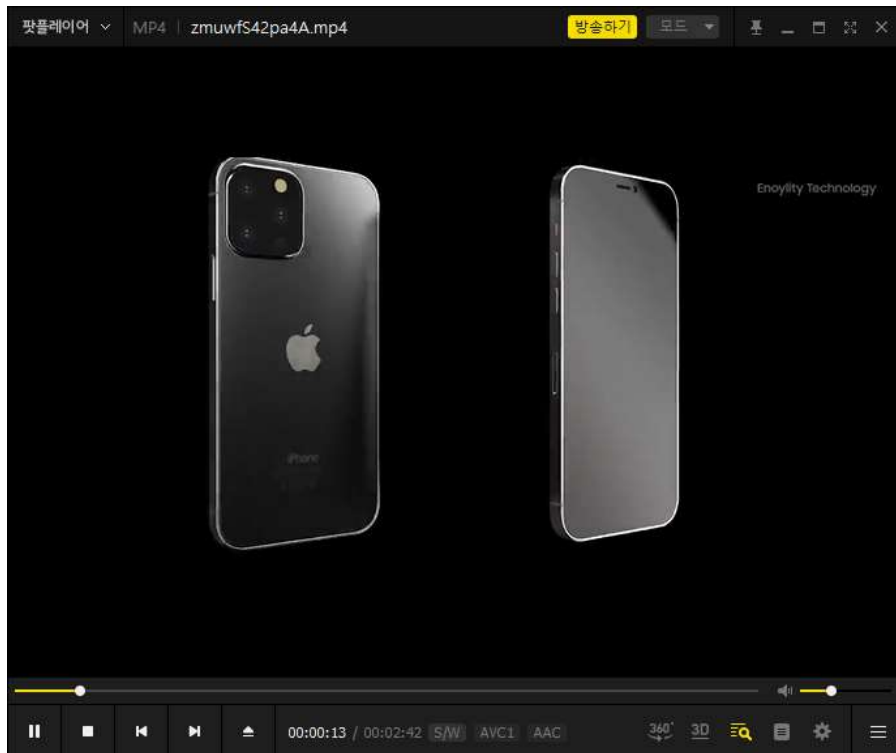 팟플레이어 MP4 zmuwfS42pa4A.mp4 방송하기 모드
Enoylity Technology
iPhone
00:00:13 / 00:02:42 S/W AVC1 AAC 360° 3D